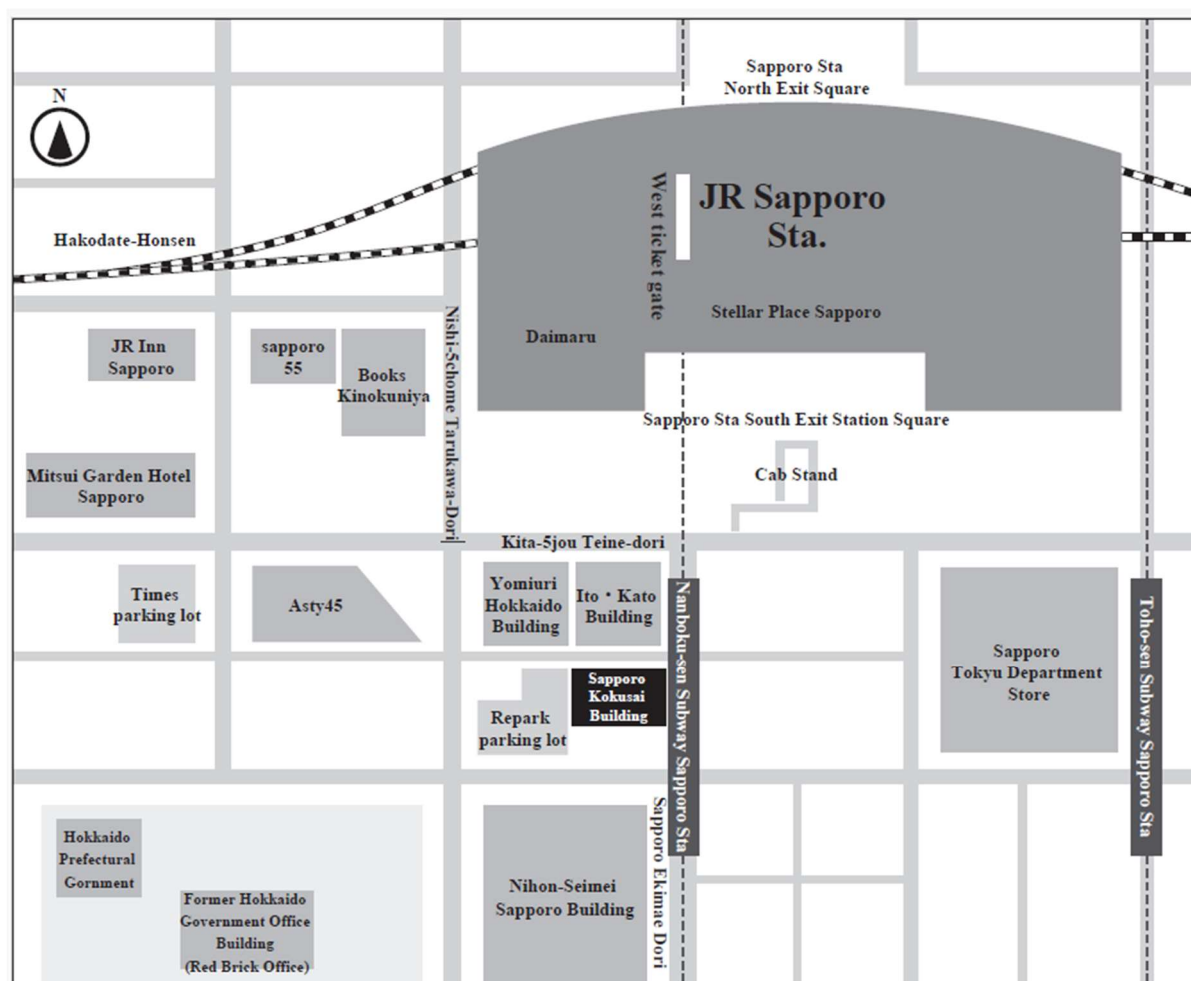 Sapporo Sta
North Exit Square
N
JR Sapporo
Sta.
West ticket gate
Hakodate-Honsen
Stellar Place Sapporo
Daimaru
JR Inn
Sapporo
sapporo
55
Books
Kinokuniya
Nishi-5chome Tarukawa-Dori
Sapporo Sta South Exit Station Square
Cab Stand
Mitsui Garden Hotel
Sapporo
Kita-5jou Teine-dori
Times
parking lot
Asty45
Yomiuri
Hokkaido
Building
Ito・Kato
Building
Nanboku-sen Subway Sapporo Sta
Toho-sen Subway Sapporo Sta
Sapporo
Tokyu Department
Store
Sapporo
Kokusai
Building
Repark
parking lot
Sapporo Ekimae Dori
Hokkaido
Prefectural
Gornment
Former Hokkaido
Government Office
Building
(Red Brick Office)
Nihon-Seimei
Sapporo Building